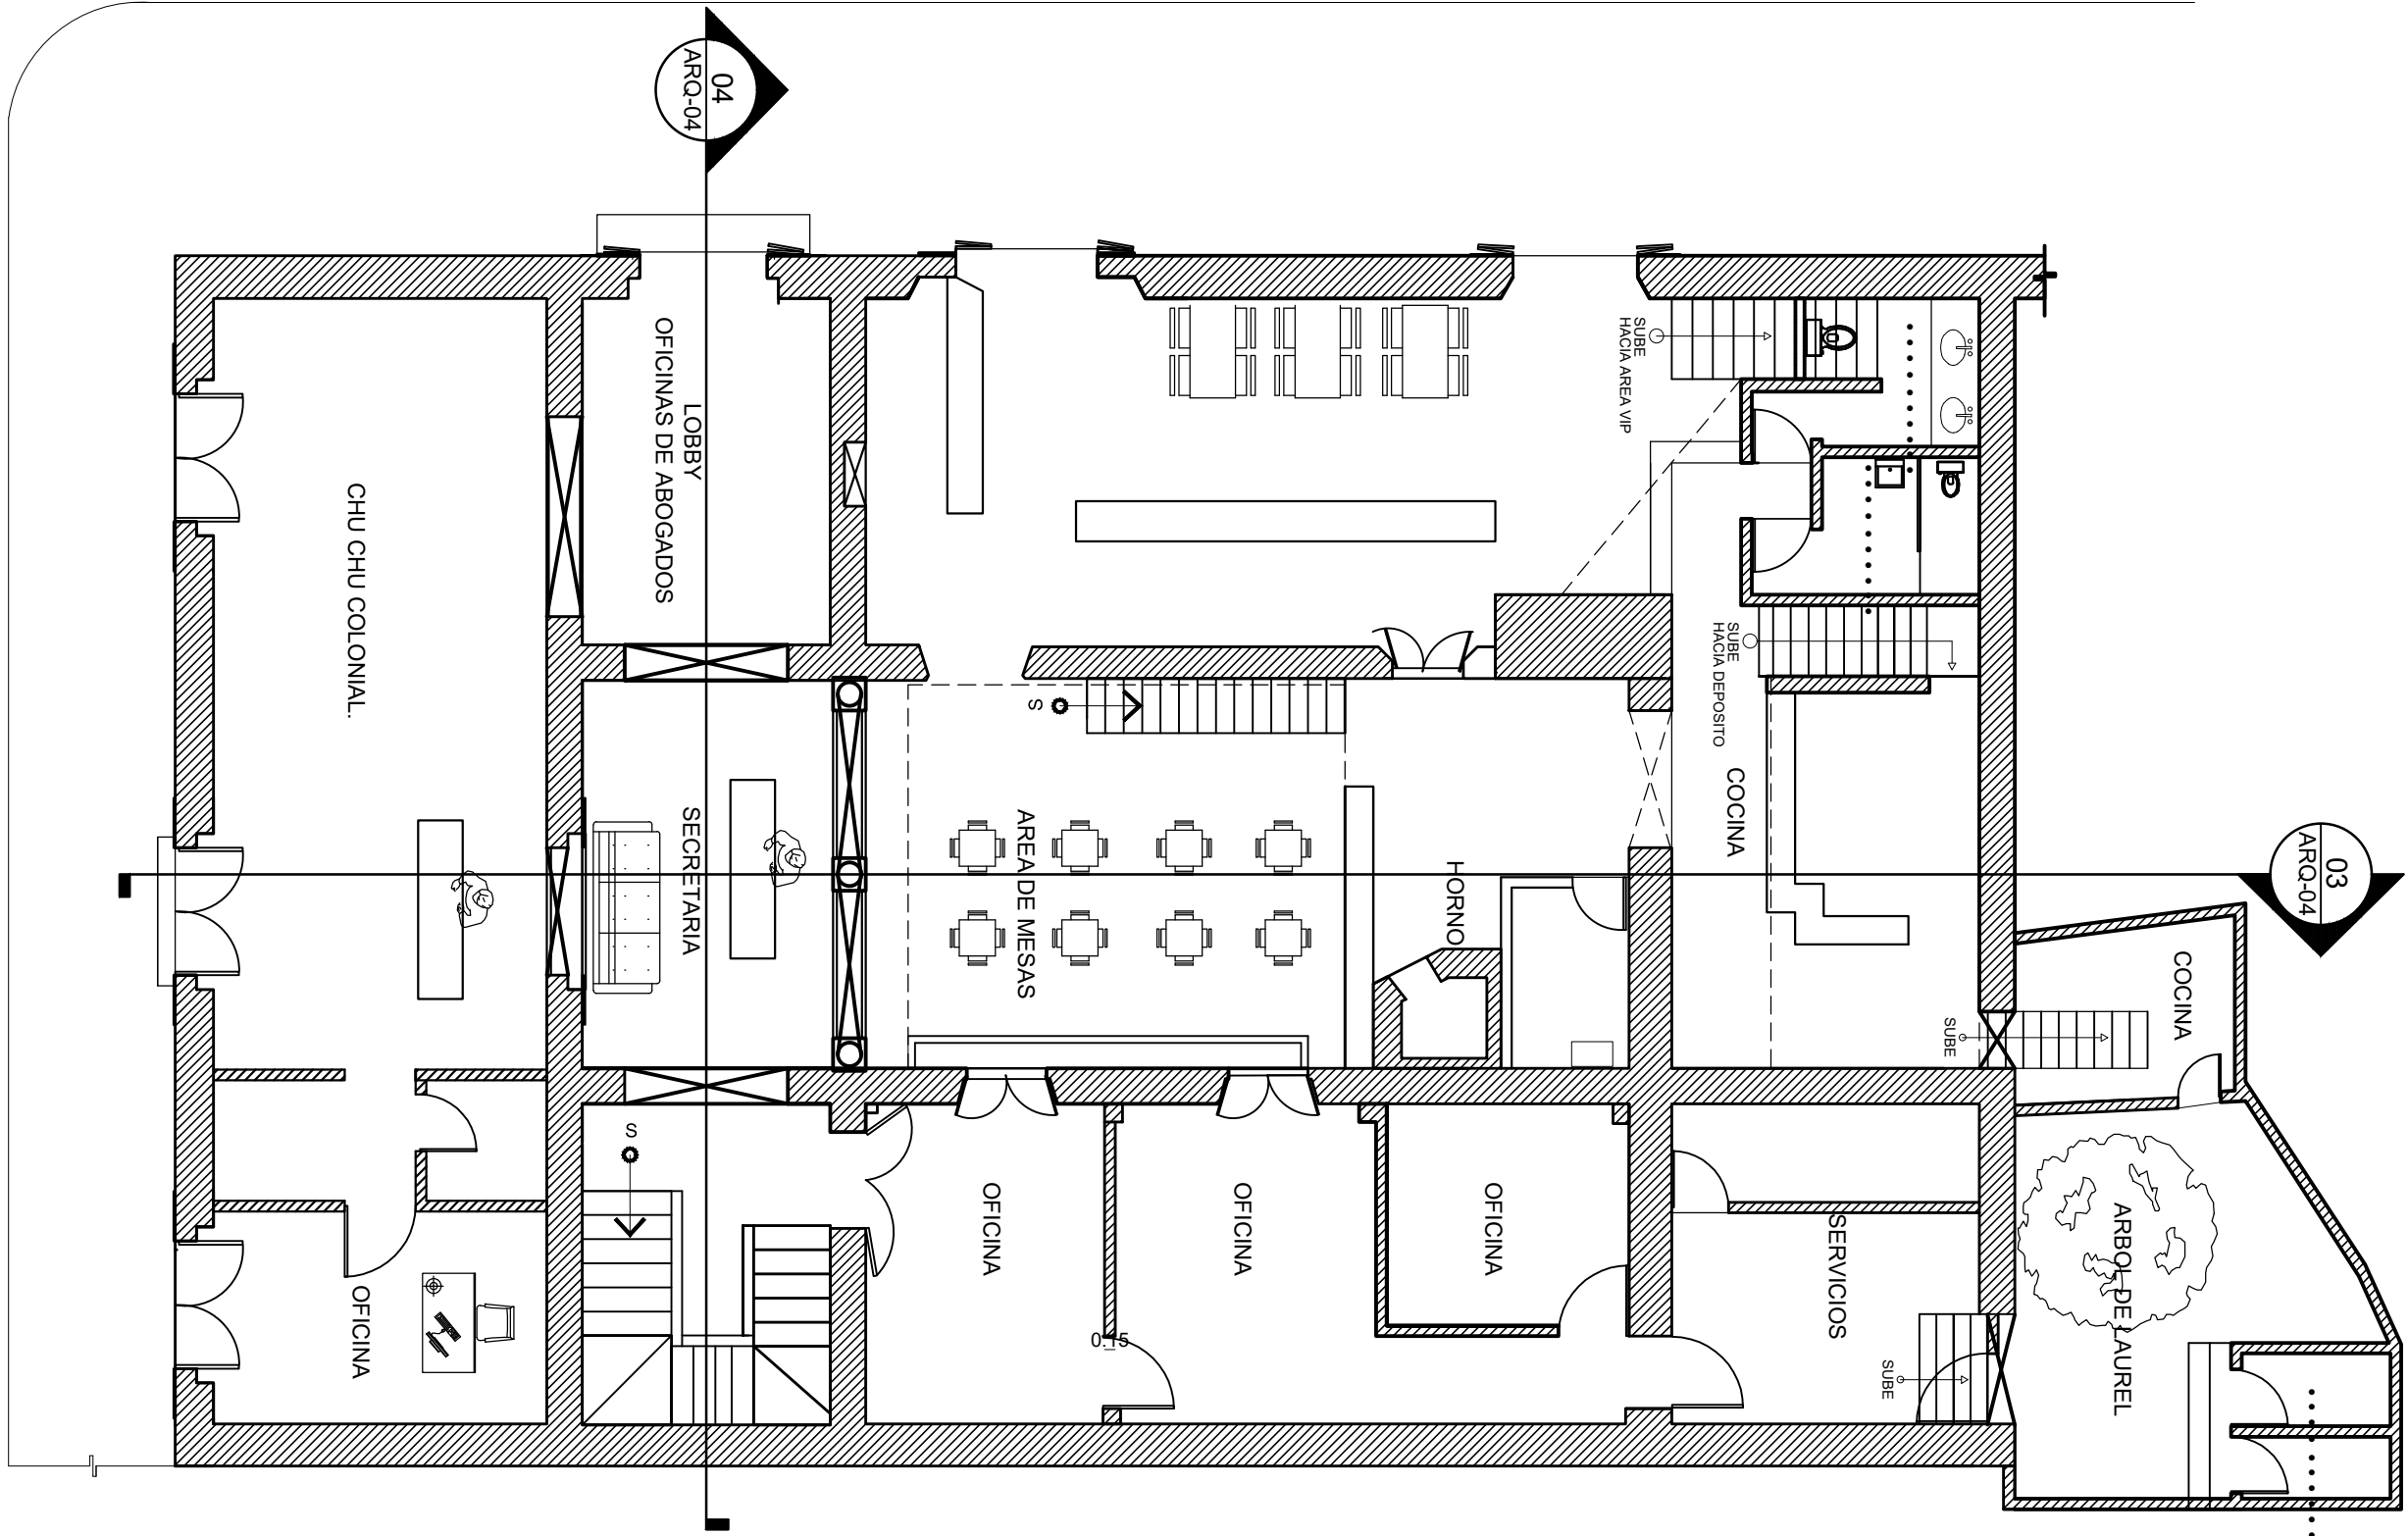 04
ARQ-04
03
ARQ-04
SUBE
HACIA AREA VIP
LOBBY
OFICINAS DE ABOGADOS
CHU CHU COLONIAL.
SUBE
HACIA DEPOSITO
S
COCINA
SECRETARIA
AREA DE MESAS
HORNO
COCINA
SUBE
S
OFICINA
OFICINA
OFICINA
SERVICIOS
ARBOL DE LAUREL
OFICINA
0.15
SUBE